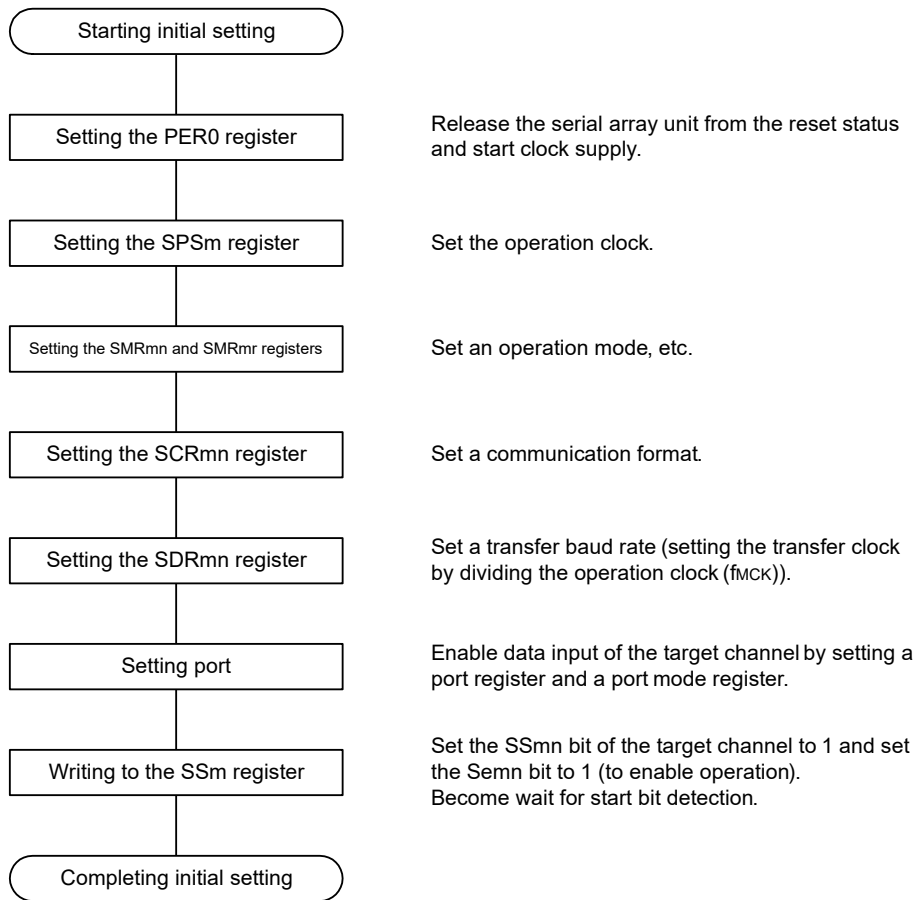 Starting initial setting
Setting the PER0 register
Release the serial array unit from the reset status
and start clock supply.
Setting the SPSm register
Set the operation clock.
Setting the SMRmn and SMRmr registers
Set an operation mode, etc.
Setting the SCRmn register
Set a communication format.
Setting the SDRmn register
Set a transfer baud rate (setting the transfer clock
by dividing the operation clock (fMCK)).
Setting port
Enable data input of the target channel by setting a
port register and a port mode register.
Writing to the SSm register
Set the SSmn bit of the target channel to 1 and set
the Semn bit to 1 (to enable operation).
Become wait for start bit detection.
Completing initial setting